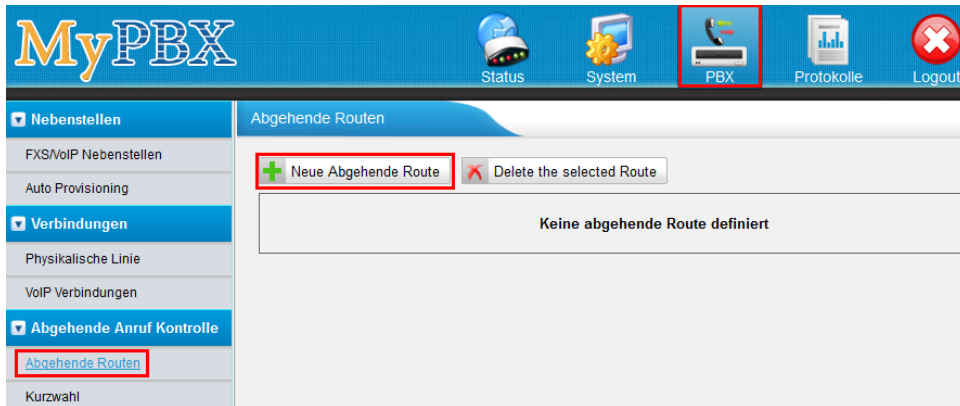 MyPBX
Status
System
PBX
Protokolle
Logout
Nebenstellen
FXS/VoIP Nebenstellen
Auto Provisioning
Verbindungen
Physikalische Linie
VoIP Verbindungen
Abgehende Anruf Kontrolle
Abgehende Routen
Kurzwahl
Abgehende Routen
Neue Abgehende Route
Delete the selected Route
Keine abgehende Route definiert